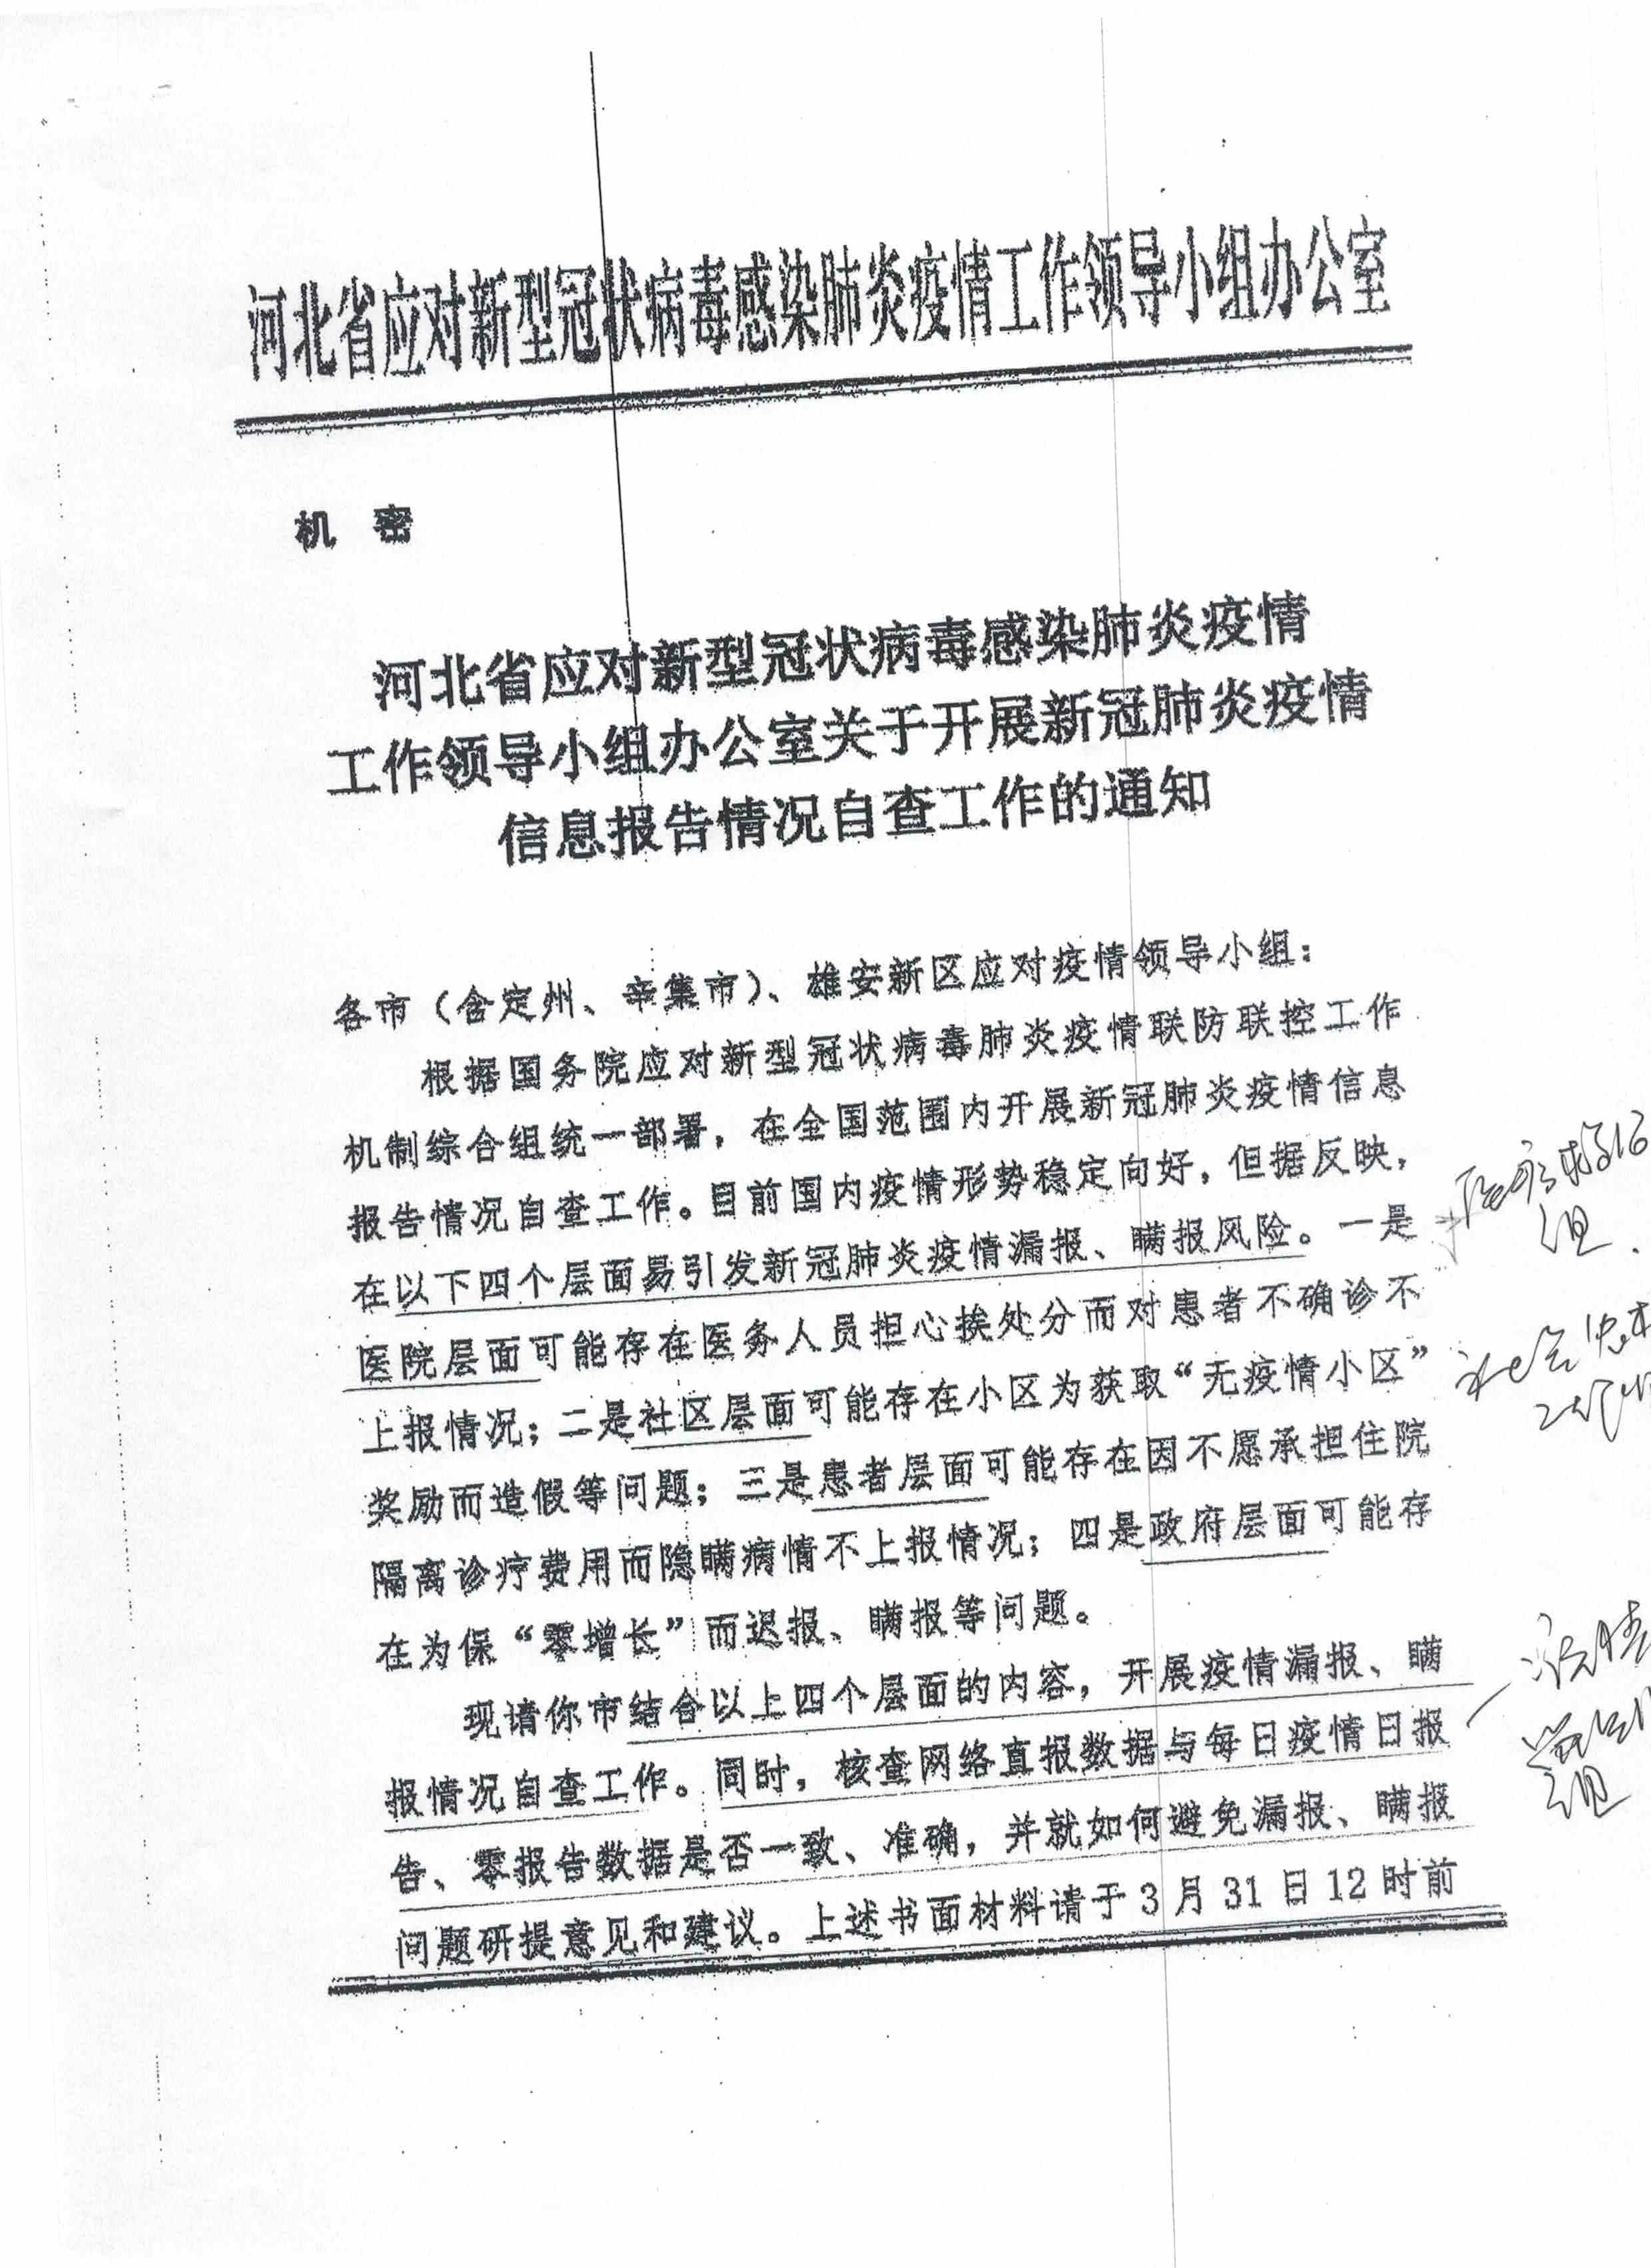 河北省应对新型冠状病毒感染肺炎疫情工作领导小组办公室
机 密
河北省应对新型冠状病毒感染肺炎疫情
工作领导小组办公室关于开展新冠肺炎疫情
信息报告情况自查工作的通知
各市（含定州、辛集市）、雄安新区应对疫情领导小组：
根据国务院应对新型冠状病毒肺炎疫情联防联控工作
机制综合组统一部署，在全国范围内开展新冠肺炎疫情信息
报告情况自查工作。目前国内疫情形势稳定向好，但据反映，
在以下四个层面易引发新冠肺炎疫情漏报、瞒报风险。一是
医院层面可能存在医务人员担心挨处分而对患者不确诊不
上报情况；二是社区层面可能存在小区为获取“无疫情小区”
奖励而造假等问题；三是患者层面可能存在因不愿承担住院
隔离诊疗费用而隐瞒病情不上报情况；四是政府层面可能存
在为保“零增长”而迟报、瞒报等问题。
现请你市结合以上四个层面的内容，开展疫情漏报、瞒
报情况自查工作。同时，核查网络直报数据与每日疫情日报
告、零报告数据是否一致、准确，并就如何避免漏报、瞒报
问题研提意见和建议。上述书面材料请于3月31日12时前
医疗救治
组